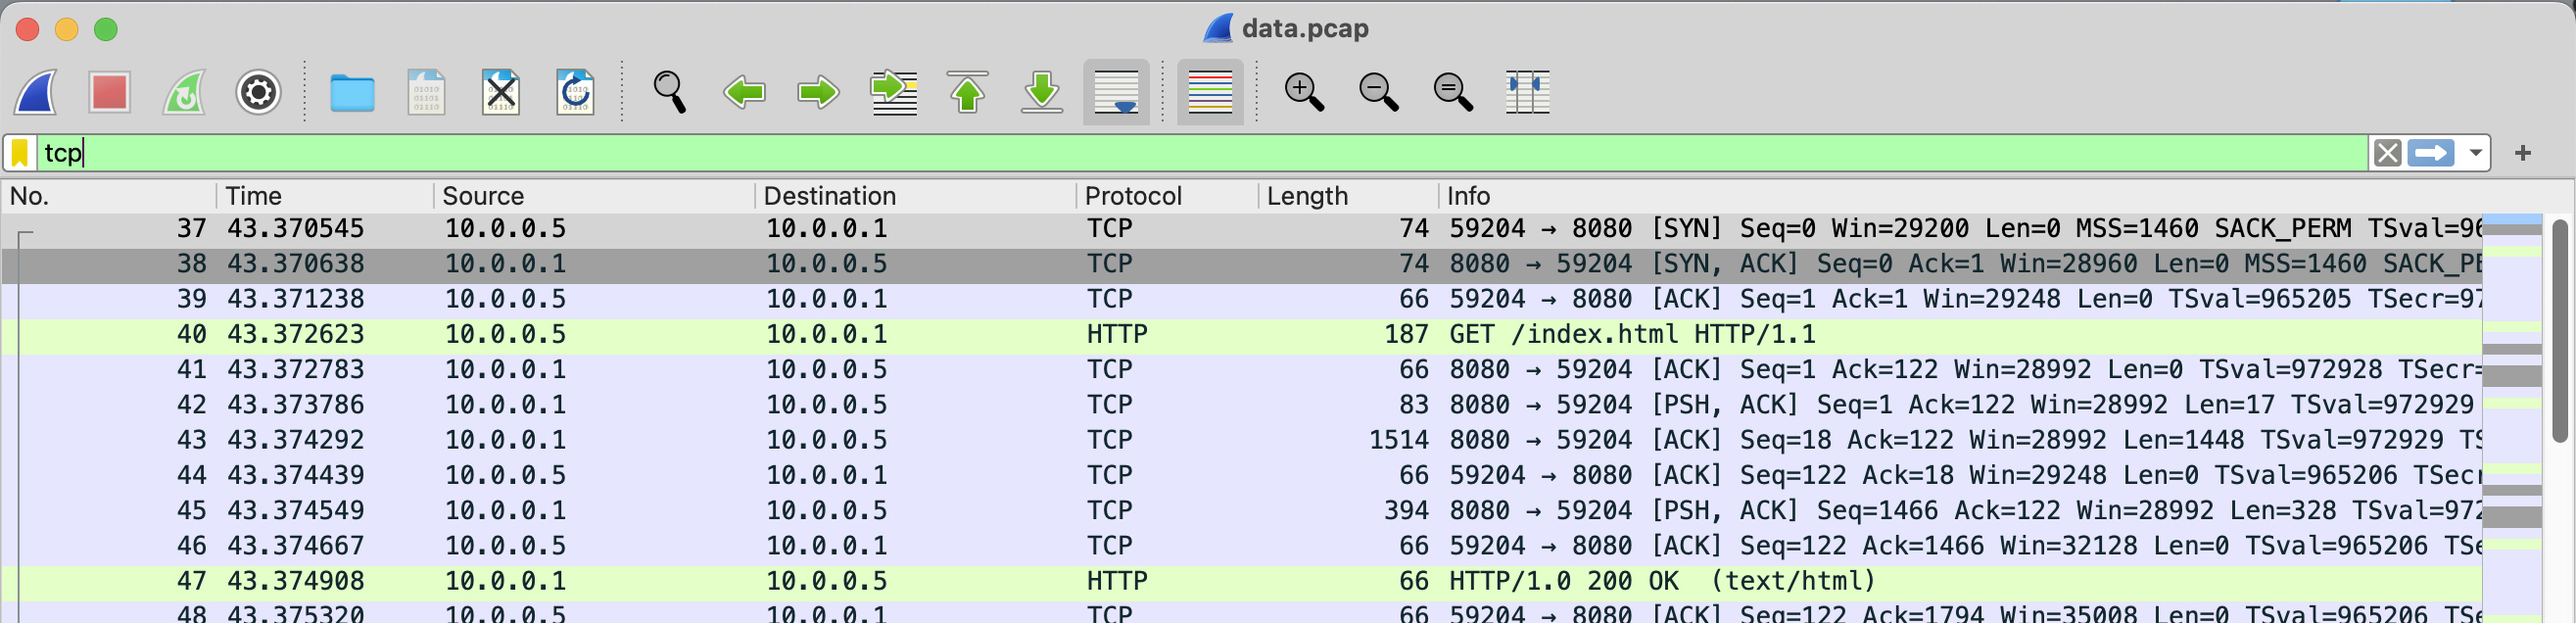 data.pcap
tcp
No. Time Source Destination Protocol Length Info
37 43.370545 10.0.0.5 10.0.0.1 TCP 74 59204 → 8080 [SYN] Seq=0 Win=29200 Len=0 MSS=1460 SACK_PERM TSval=96
38 43.370638 10.0.0.1 10.0.0.5 TCP 74 8080 → 59204 [SYN, ACK] Seq=0 Ack=1 Win=28960 Len=0 MSS=1460 SACK_PE
39 43.371238 10.0.0.5 10.0.0.1 TCP 66 59204 → 8080 [ACK] Seq=1 Ack=1 Win=29248 Len=0 TSval=965205 TSecr=97
40 43.372623 10.0.0.5 10.0.0.1 HTTP 187 GET /index.html HTTP/1.1
41 43.372783 10.0.0.1 10.0.0.5 TCP 66 8080 → 59204 [ACK] Seq=1 Ack=122 Win=28992 Len=0 TSval=972928 TSecr=
42 43.373786 10.0.0.1 10.0.0.5 TCP 83 8080 → 59204 [PSH, ACK] Seq=1 Ack=122 Win=28992 Len=17 TSval=972929
43 43.374292 10.0.0.1 10.0.0.5 TCP 1514 8080 → 59204 [ACK] Seq=18 Ack=122 Win=28992 Len=1448 TSval=972929 TS
44 43.374439 10.0.0.5 10.0.0.1 TCP 66 59204 → 8080 [ACK] Seq=122 Ack=18 Win=29248 Len=0 TSval=965206 TSecr
45 43.374549 10.0.0.1 10.0.0.5 TCP 394 8080 → 59204 [PSH, ACK] Seq=1466 Ack=122 Win=28992 Len=328 TSval=972
46 43.374667 10.0.0.5 10.0.0.1 TCP 66 59204 → 8080 [ACK] Seq=122 Ack=1466 Win=32128 Len=0 TSval=965206 TSe
47 43.374908 10.0.0.1 10.0.0.5 HTTP 66 HTTP/1.0 200 OK (text/html)
48 43.375320 10.0.0.5 10.0.0.1 TCP 66 59204 → 8080 [ACK] Seq=122 Ack=1794 Win=35008 Len=0 TSval=965206 TSe